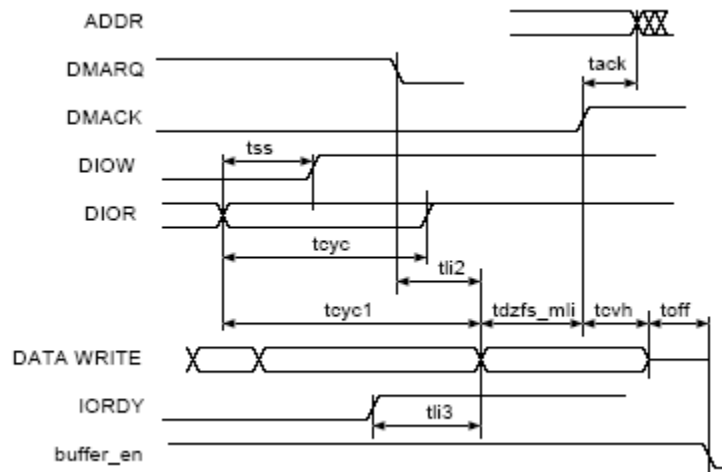 ADDR
DMARQ
tack
DMACK
tss
DIOW
DIOR
tcyc
tli2
tcyc1 tdzfs_mli tcvh toff
DATA WRITE
IORDY
tli3
buffer_en